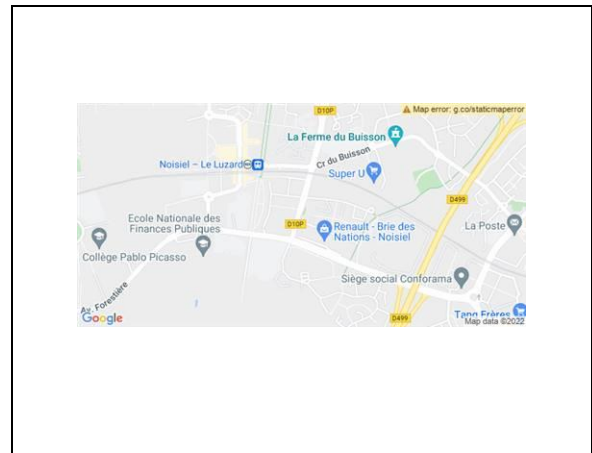 D10P
Map error: g.co/staticmaperror
La Ferme du Buisson
Cr du Buisson
Noisiel – Le Luzard
Super U
D499
Ecole Nationale des
Finances Publiques
D10P
Renault - Brie des
Nations - Noisiel
La Poste
Collège Pablo Picasso
Siège social Conforama
Av. Forestière
Google
D499
Tang Frères
Map data ©2022